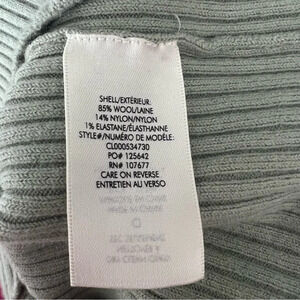 SHELL/EXTÉRIEUR:
85% WOOL/LAINE
14% NYLON/NYLON
1% ELASTANE/ÉLASTHANNE
STYLE#/NUMÉRO DE MODÈLE:
CL000534730
PO# 125642
RN# 107677
CARE ON REVERSE
ENTRETIEN AU VERSO